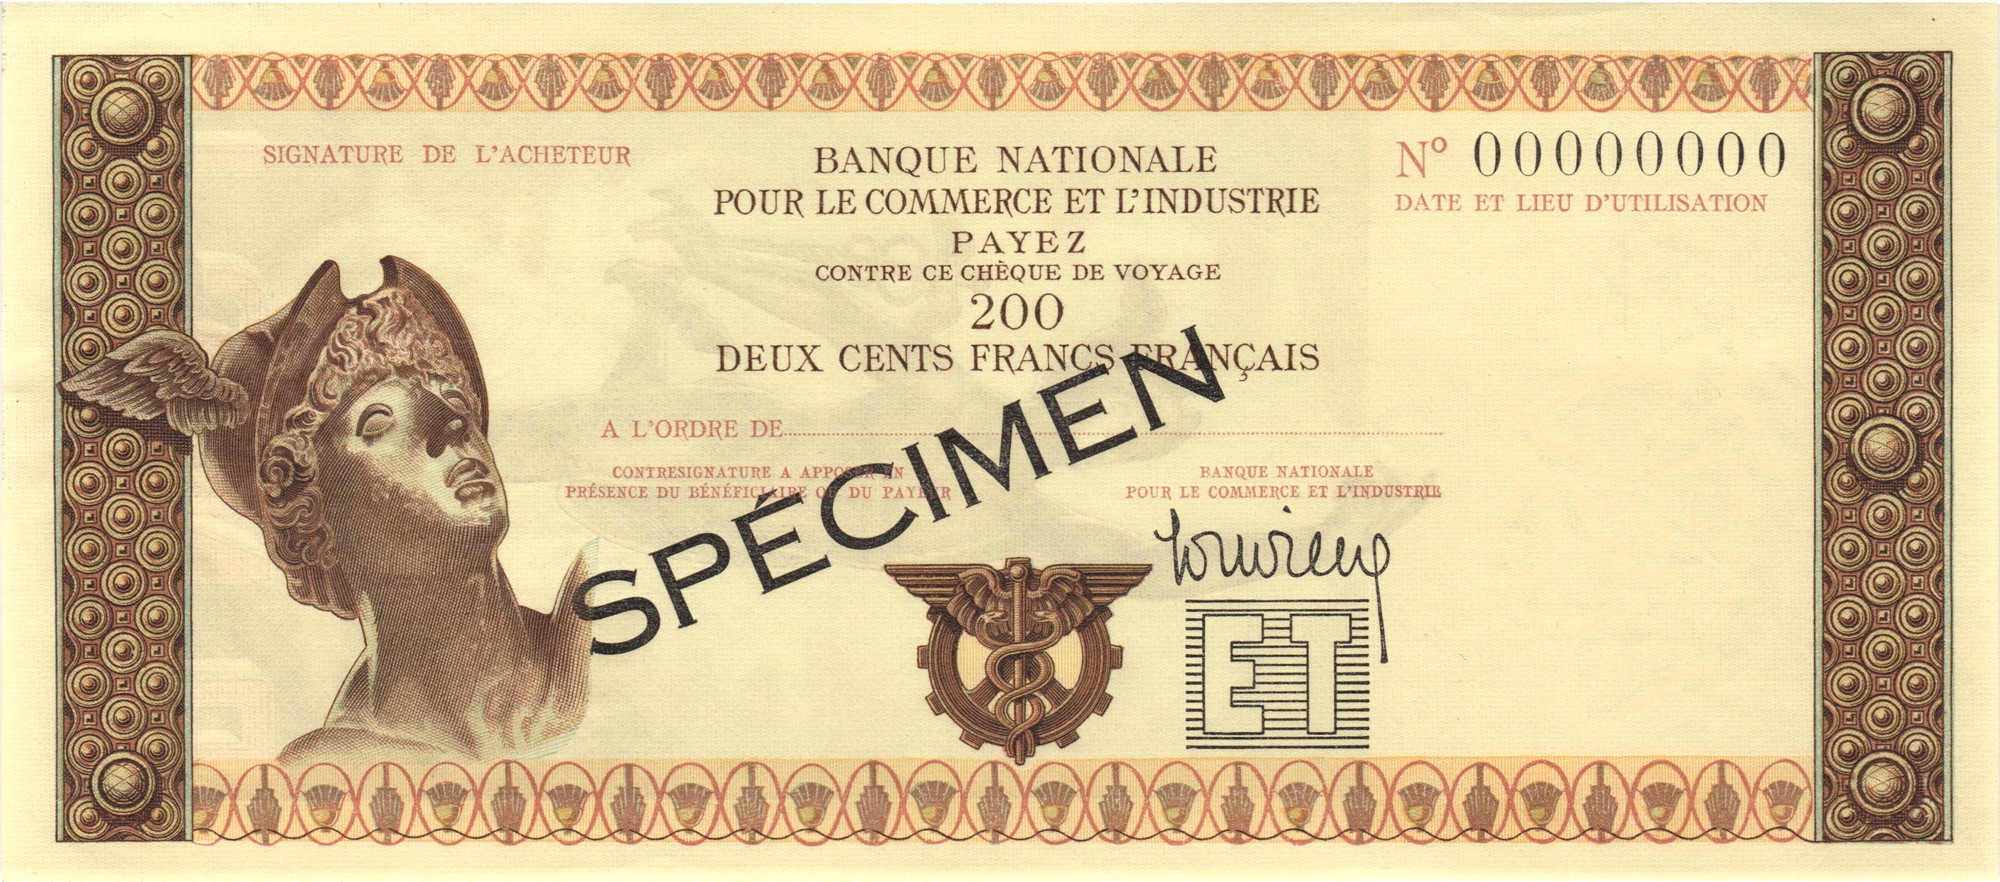 SIGNATURE DE L'ACHETEUR
BANQUE NATIONALE
POUR LE COMMERCE ET L'INDUSTRIE
PAYEZ
CONTRE CE CHÈQUE DE VOYAGE
200
DEUX CENTS FRANCS FRANÇAIS
Nº 00000000
DATE ET LIEU D'UTILISATION
A L'ORDRE DE
CONTRESIGNATURE A APPOSER EN
PRÉSENCE DU BÉNÉFICIAIRE OU DU PAYEUR
BANQUE NATIONALE
POUR LE COMMERCE ET L'INDUSTRIE
SPÉCIMEN
ET